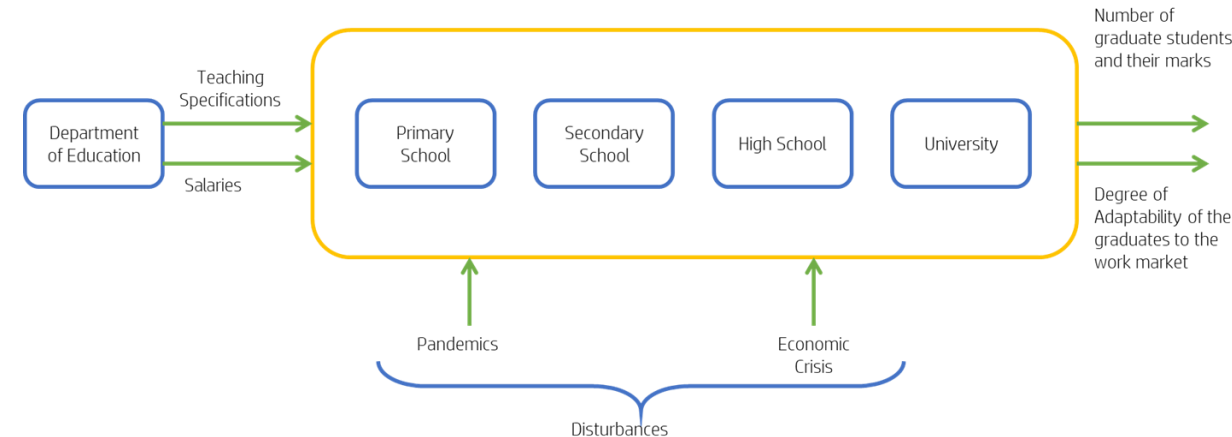 Number of
graduate students
and their marks
Teaching
Specifications
Department
of Education
Primary
School
Secondary
School
High School
University
Salaries
Degree of
Adaptability of the
graduates to the
work market
Pandemics
Economic
Crisis
Disturbances